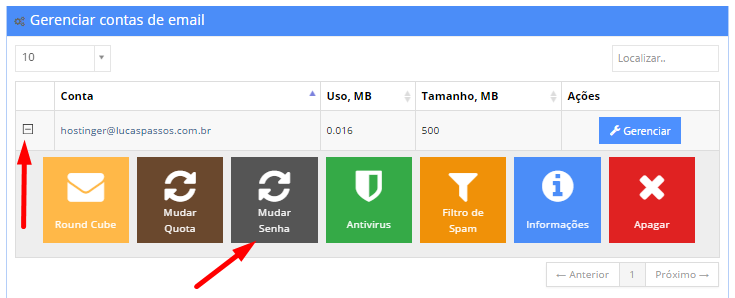 Gerenciar contas de email
10
Localizar..
Conta Uso, MB Tamanho, MB Ações
hostinger@lucaspassos.com.br 0.016 500 Gerenciar
Round Cube
Mudar
Quota
Mudar
Senha
Antivirus
Filtro de
Spam
Informações
Apagar
← Anterior 1 Próximo →